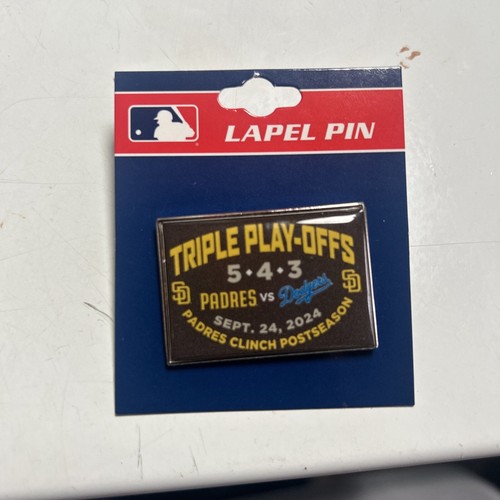 LAPEL PIN
TRIPLE PLAY-OFFS
5•4•3
SD PADRES VS Dodgers SD
SEPT. 24, 2024
PADRES CLINCH POSTSEASON